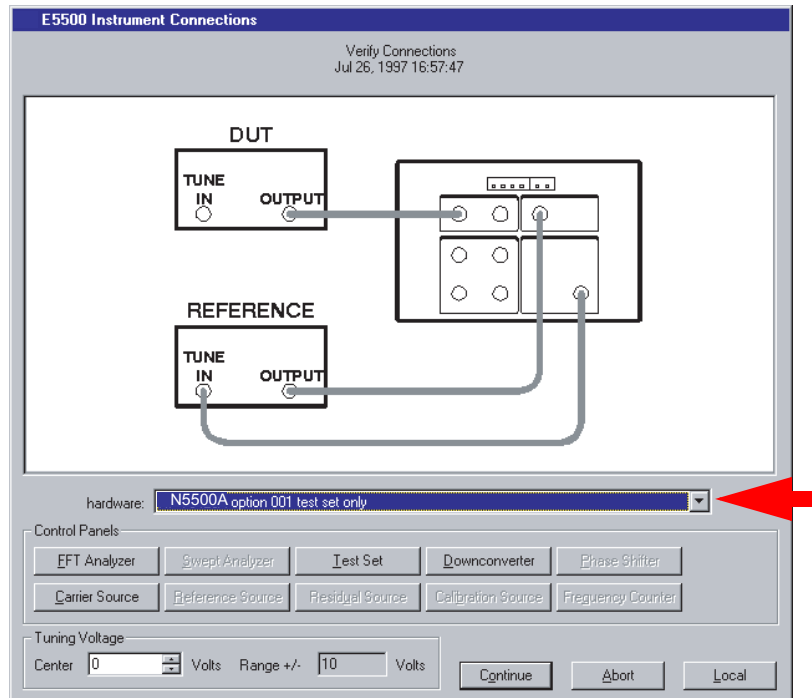 E5500 Instrument Connections
Verify Connections
Jul 26, 1997 16:57:47
DUT
TUNE
IN OUTPUT
REFERENCE
TUNE
IN OUTPUT
hardware: N5500A option 001 test set only
Control Panels
FFT Analyzer Swept Analyzer Test Set Downconverter Phase Shifter
Carrier Source Reference Source Residual Source Calibration Source Frequency Counter
Tuning Voltage
Center 0 Volts Range +/- 10 Volts
Continue Abort Local